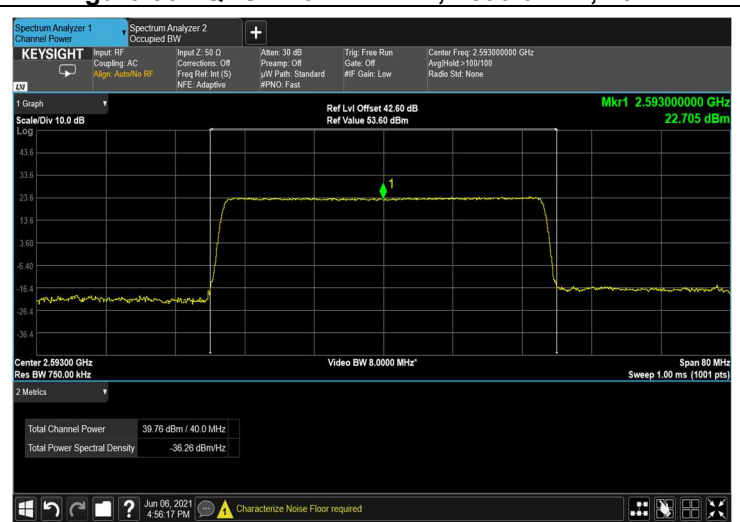 Spectrum Analyzer 1
Channel Power
Spectrum Analyzer 2
Occupied BW
KEYSIGHT
LXI
Input: RF
Coupling: AC
Align: Auto/No RF
Input Z: 50 Ω
Corrections: Off
Freq Ref: Int (S)
NFE: Adaptive
Atten: 30 dB
Preamp: Off
µW Path: Standard
#PNO: Fast
Trig: Free Run
Gate: Off
#IF Gain: Low
Center Freq: 2.593000000 GHz
Avg|Hold:>100/100
Radio Std: None
1 Graph
Scale/Div 10.0 dB
Log
Ref Lvl Offset 42.60 dB
Ref Value 53.60 dBm
Mkr1 2.593000000 GHz
22.705 dBm
1
43.6
33.6
23.6
13.6
3.60
-6.40
-16.4
-26.4
-36.4
Center 2.59300 GHz
Res BW 750.00 kHz
Video BW 8.0000 MHz*
Span 80 MHz
Sweep 1.00 ms (1001 pts)
2 Metrics
Total Channel Power 39.76 dBm / 40.0 MHz
Total Power Spectral Density -36.26 dBm/Hz
Jun 06, 2021
4:56:17 PM
Characterize Noise Floor required